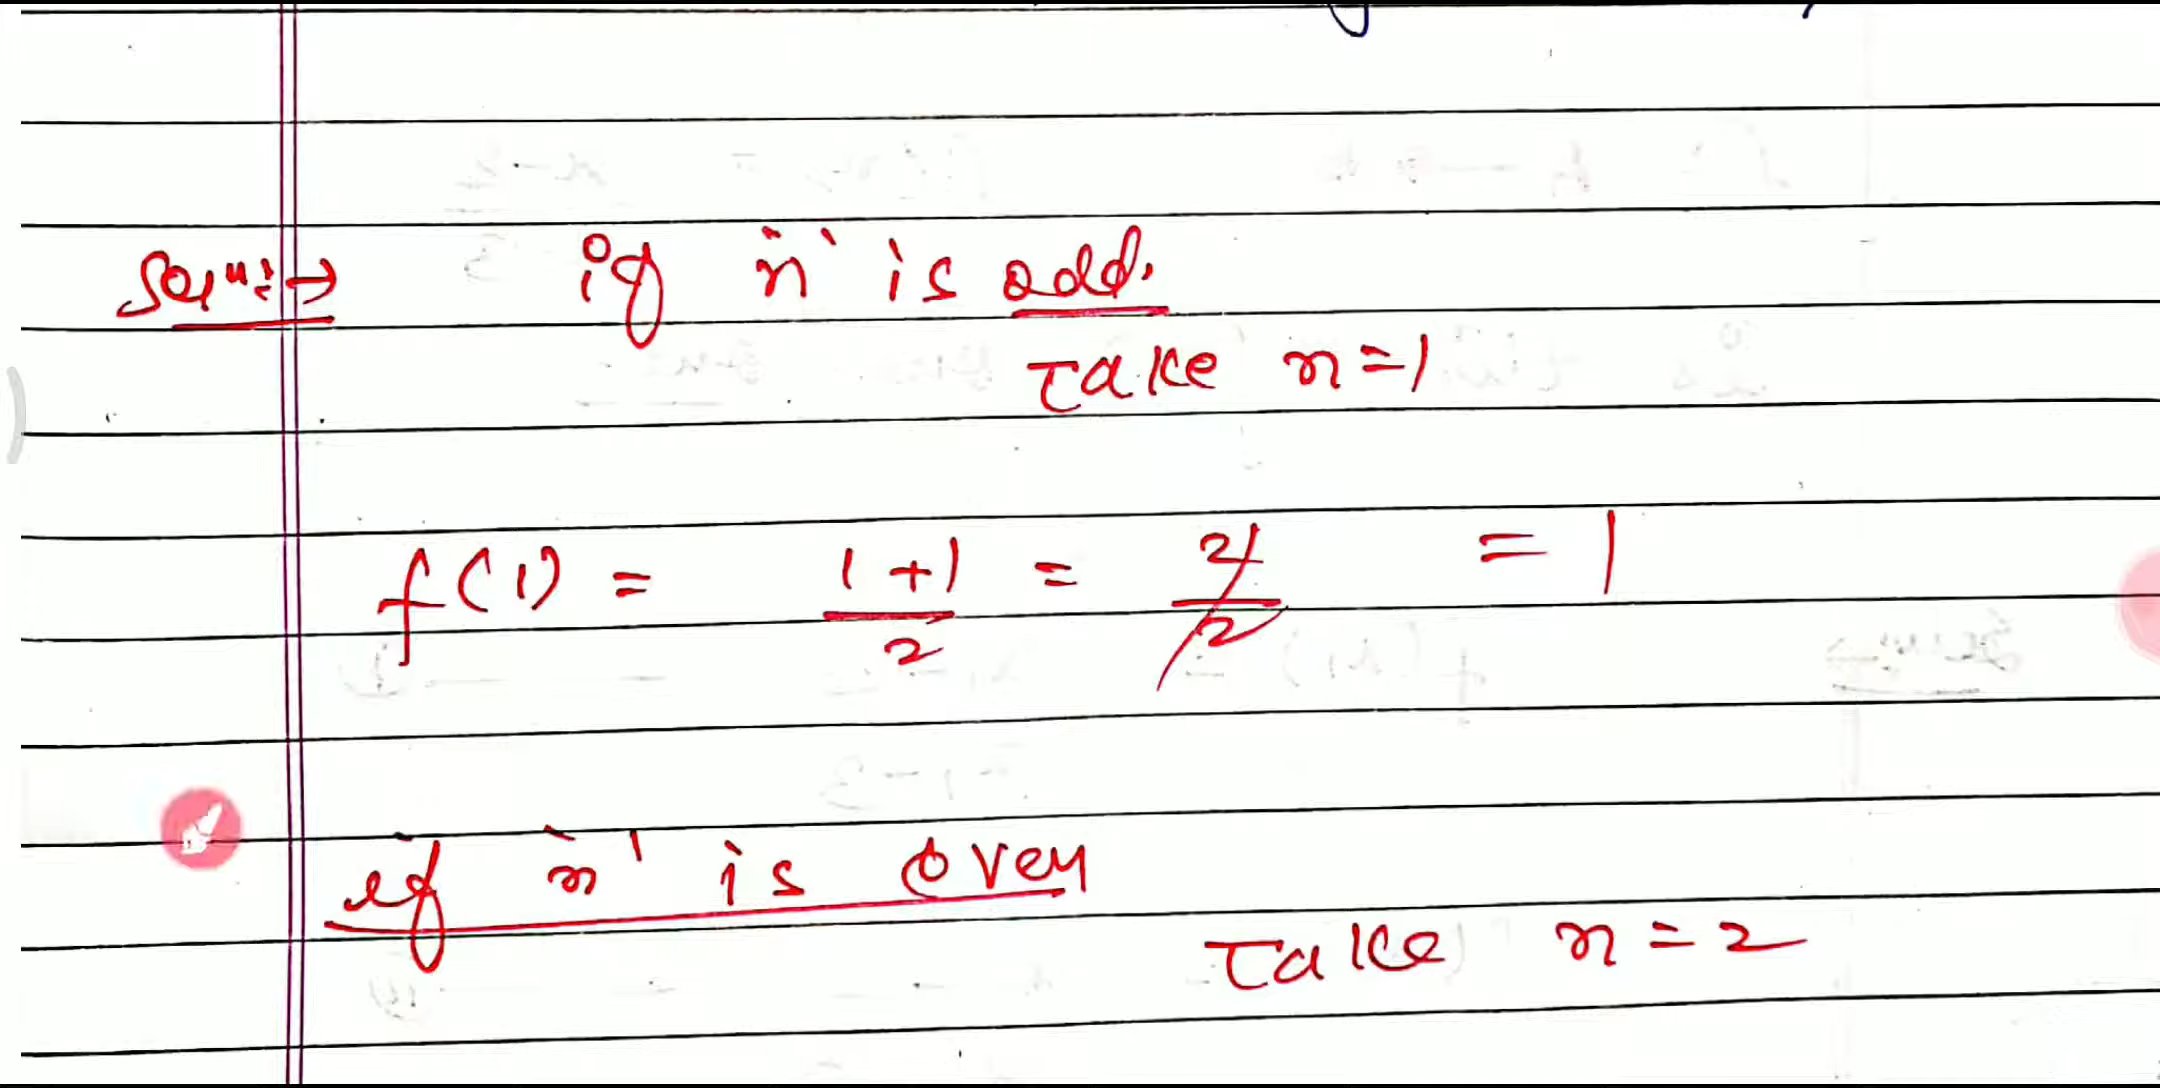 Solⁿ:→ if 'n' is odd.
Take n=1
f(1) = 1+1/2 = 2/2 = 1
if 'n' is even
Take n=2